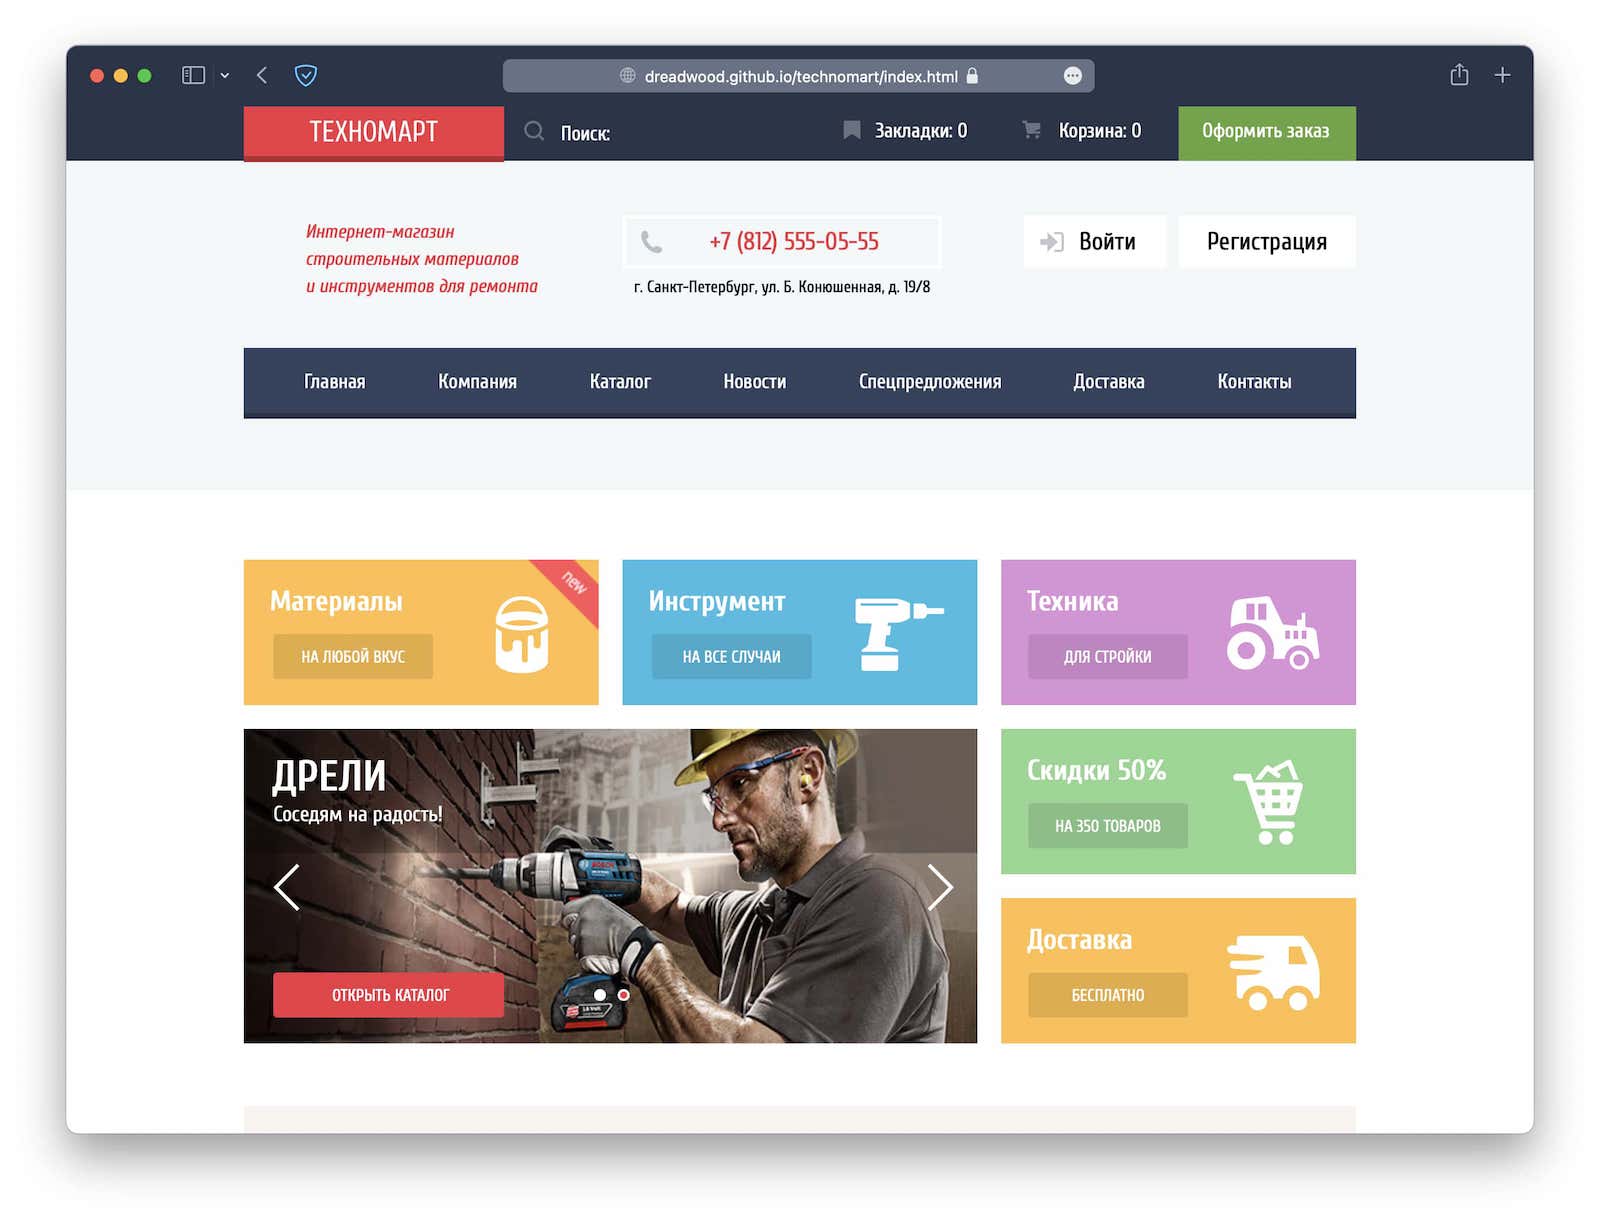 dreadwood.github.io/technomart/index.html
ТЕХНОМАРТ
Поиск:
Закладки: 0
Корзина: 0
Оформить заказ
Интернет-магазин
строительных материалов
и инструментов для ремонта
+7 (812) 555-05-55
г. Санкт-Петербург, ул. Б. Конюшенная, д. 19/8
Войти
Регистрация
Главная
Компания
Каталог
Новости
Спецпредложения
Доставка
Контакты
Материалы
НА ЛЮБОЙ ВКУС
new
Инструмент
НА ВСЕ СЛУЧАИ
Техника
ДЛЯ СТРОЙКИ
ДРЕЛИ
Соседям на радость!
BOSCH
ОТКРЫТЬ КАТАЛОГ
Скидки 50%
НА 350 ТОВАРОВ
Доставка
БЕСПЛАТНО